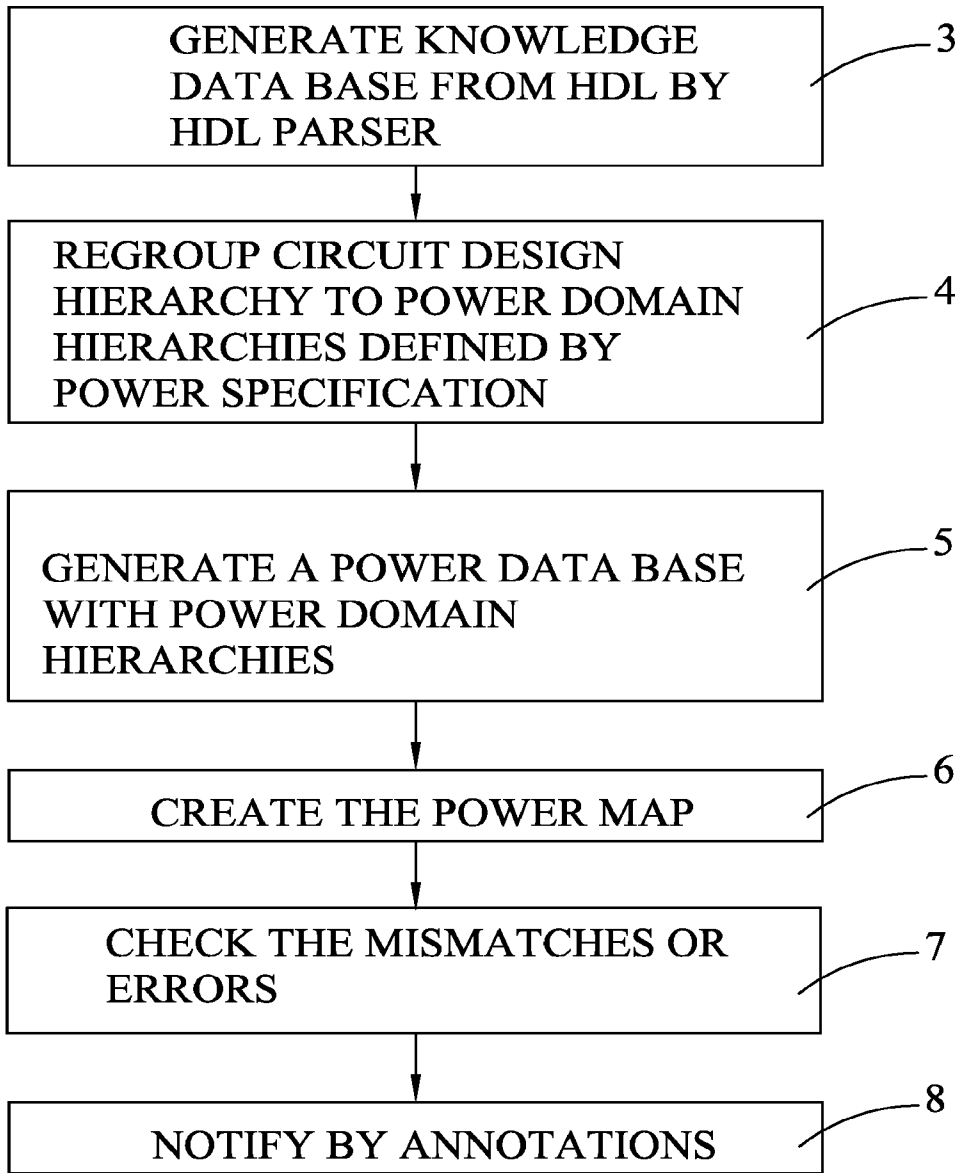 GENERATE KNOWLEDGE
DATA BASE FROM HDL BY
HDL PARSER
3
REGROUP CIRCUIT DESIGN
HIERARCHY TO POWER DOMAIN
HIERARCHIES DEFINED BY
POWER SPECIFICATION
4
GENERATE A POWER DATA BASE
WITH POWER DOMAIN
HIERARCHIES
5
CREATE THE POWER MAP
6
CHECK THE MISMATCHES OR
ERRORS
7
NOTIFY BY ANNOTATIONS
8